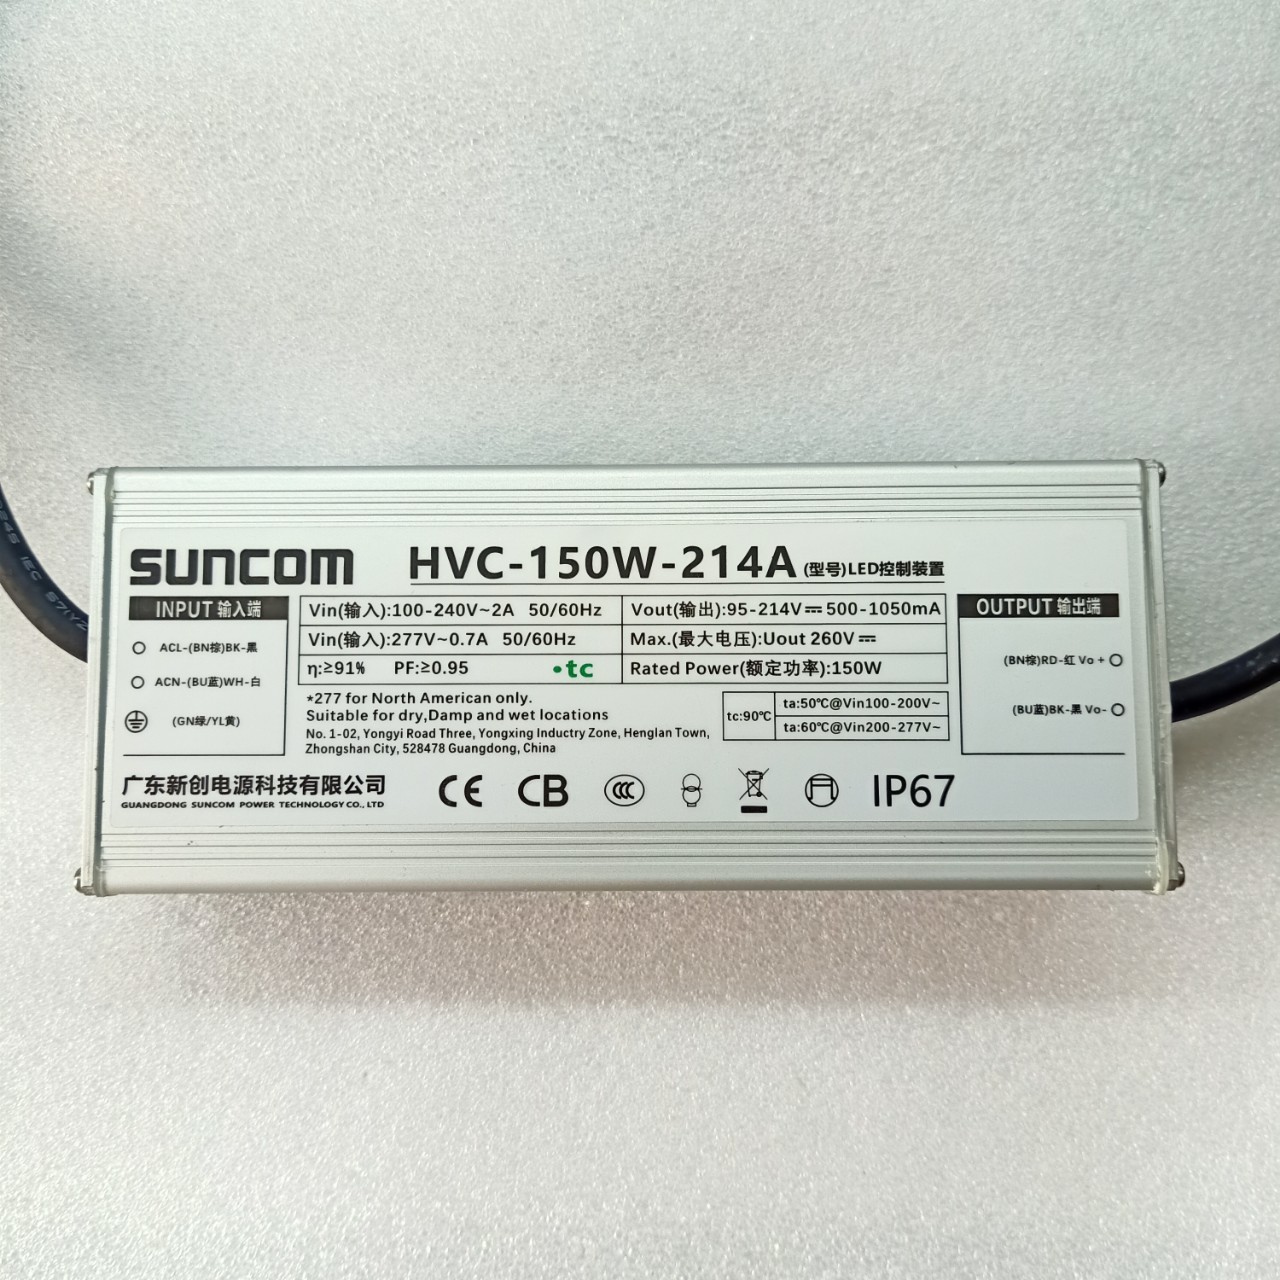 SUNCOM
HVC-150W-214A (型号)LED控制装置
INPUT 输入端
ACL-(BN棕)BK-黑
ACN-(BU蓝)WH-白
(GN绿/YL黄)
Vin(输入):100-240V~2A 50/60Hz
Vin(输入):277V~0.7A 50/60Hz
η:≥91% PF:≥0.95 •tc
Vout(输出):95-214V⎓500-1050mA
Max.(最大电压):Uout 260V⎓
Rated Power(额定功率):150W
OUTPUT 输出端
(BN棕)RD-红 Vo +
(BU蓝)BK-黑 Vo-
*277 for North American only.
Suitable for dry,Damp and wet locations
No. 1-02, Yongyi Road Three, Yongxing Inductry Zone, Henglan Town,
Zhongshan City, 528478 Guangdong, China
tc:90℃
ta:50℃@Vin100-200V~
ta:60℃@Vin200-277V~
广东新创电源科技有限公司
GUANGDONG SUNCOM POWER TECHNOLOGY CO., LTD
CE CB CCC IP67